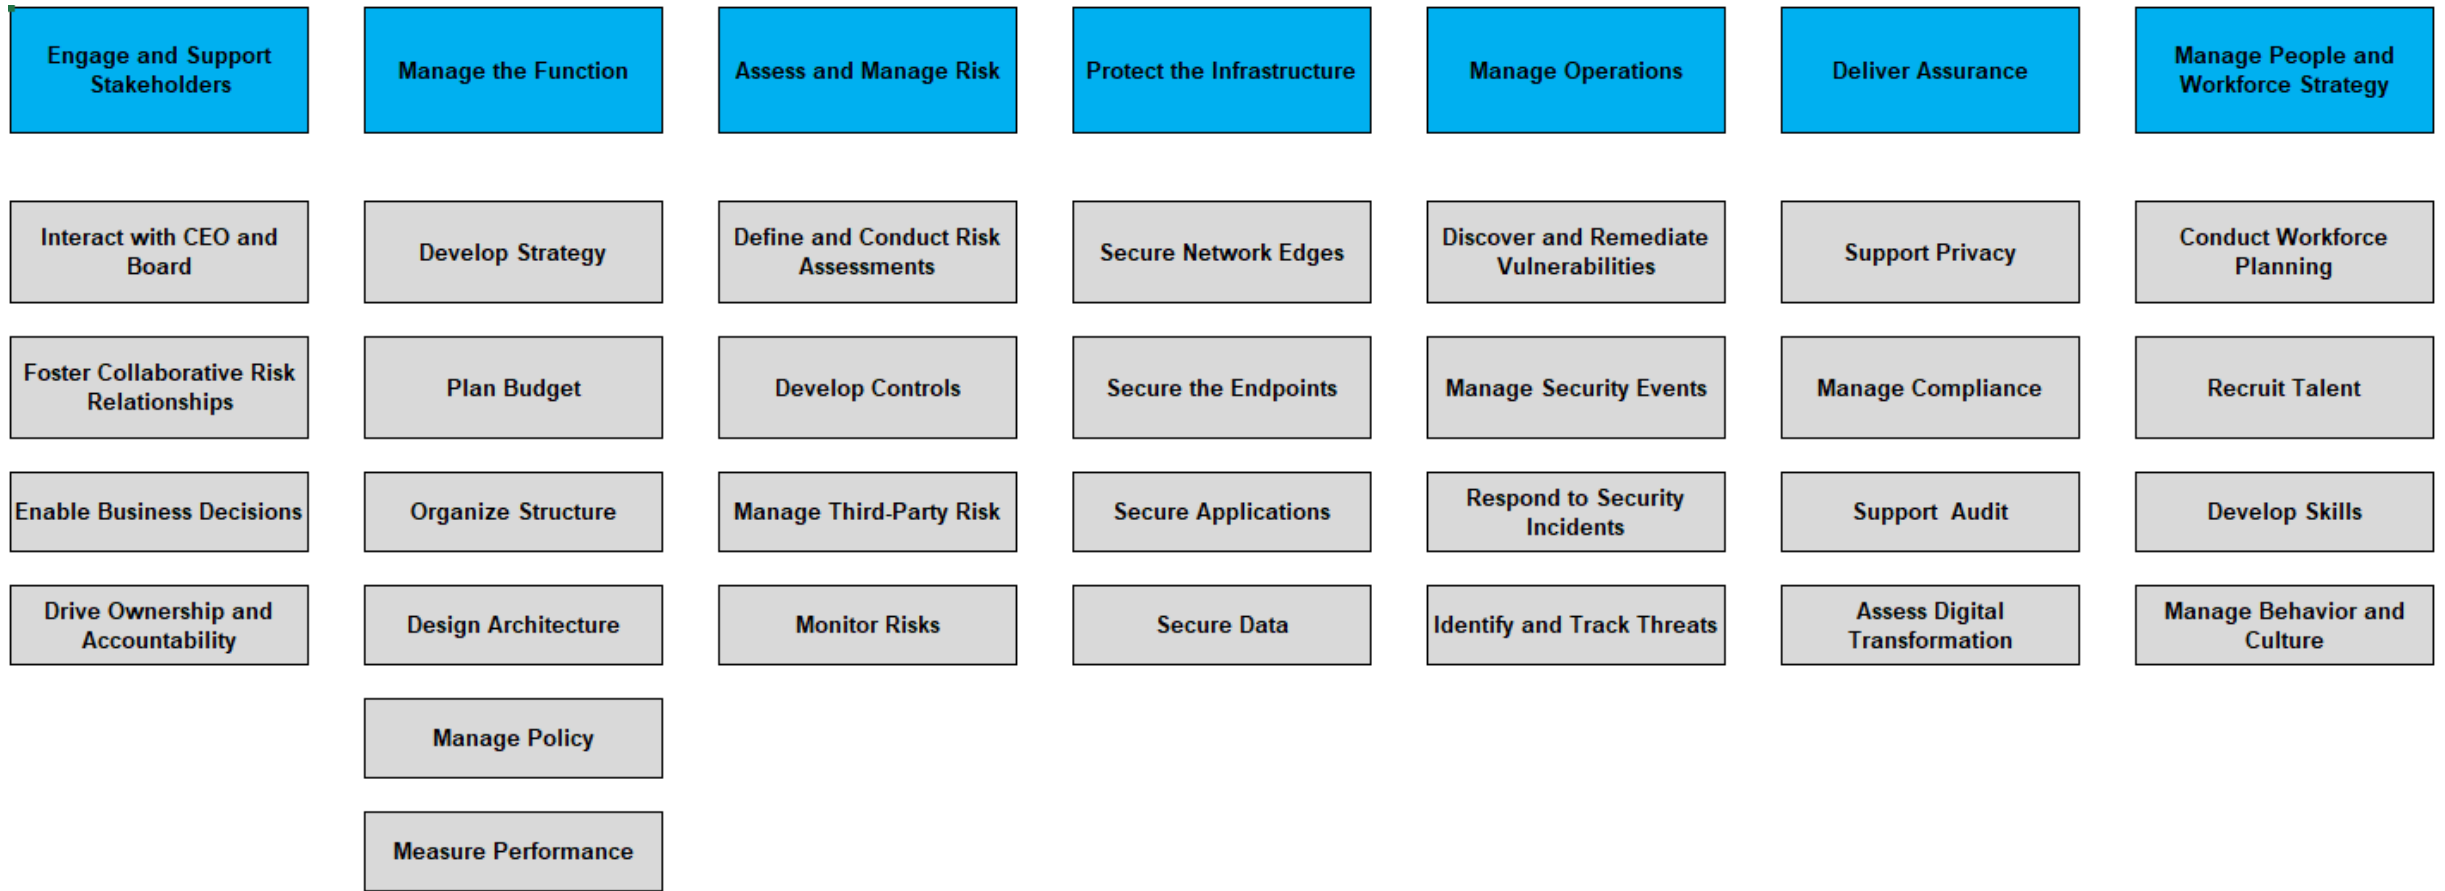 Engage and Support
Stakeholders
Manage the Function
Assess and Manage Risk
Protect the Infrastructure
Manage Operations
Deliver Assurance
Manage People and
Workforce Strategy
Interact with CEO and
Board
Develop Strategy
Define and Conduct Risk
Assessments
Secure Network Edges
Discover and Remediate
Vulnerabilities
Support Privacy
Conduct Workforce
Planning
Foster Collaborative Risk
Relationships
Plan Budget
Develop Controls
Secure the Endpoints
Manage Security Events
Manage Compliance
Recruit Talent
Enable Business Decisions
Organize Structure
Manage Third-Party Risk
Secure Applications
Respond to Security
Incidents
Support Audit
Develop Skills
Drive Ownership and
Accountability
Design Architecture
Monitor Risks
Secure Data
Identify and Track Threats
Assess Digital
Transformation
Manage Behavior and
Culture
Manage Policy
Measure Performance